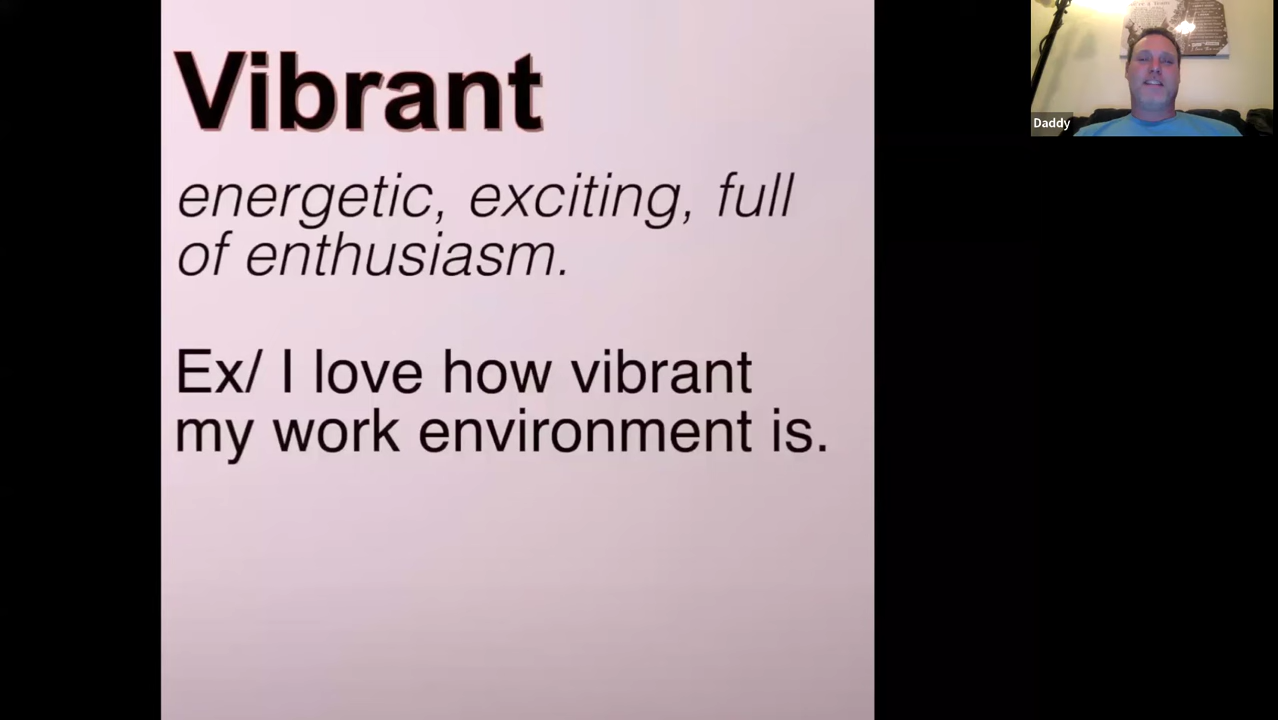 Vibrant
energetic, exciting, full
of enthusiasm.
Ex/ I love how vibrant
my work environment is.
Daddy